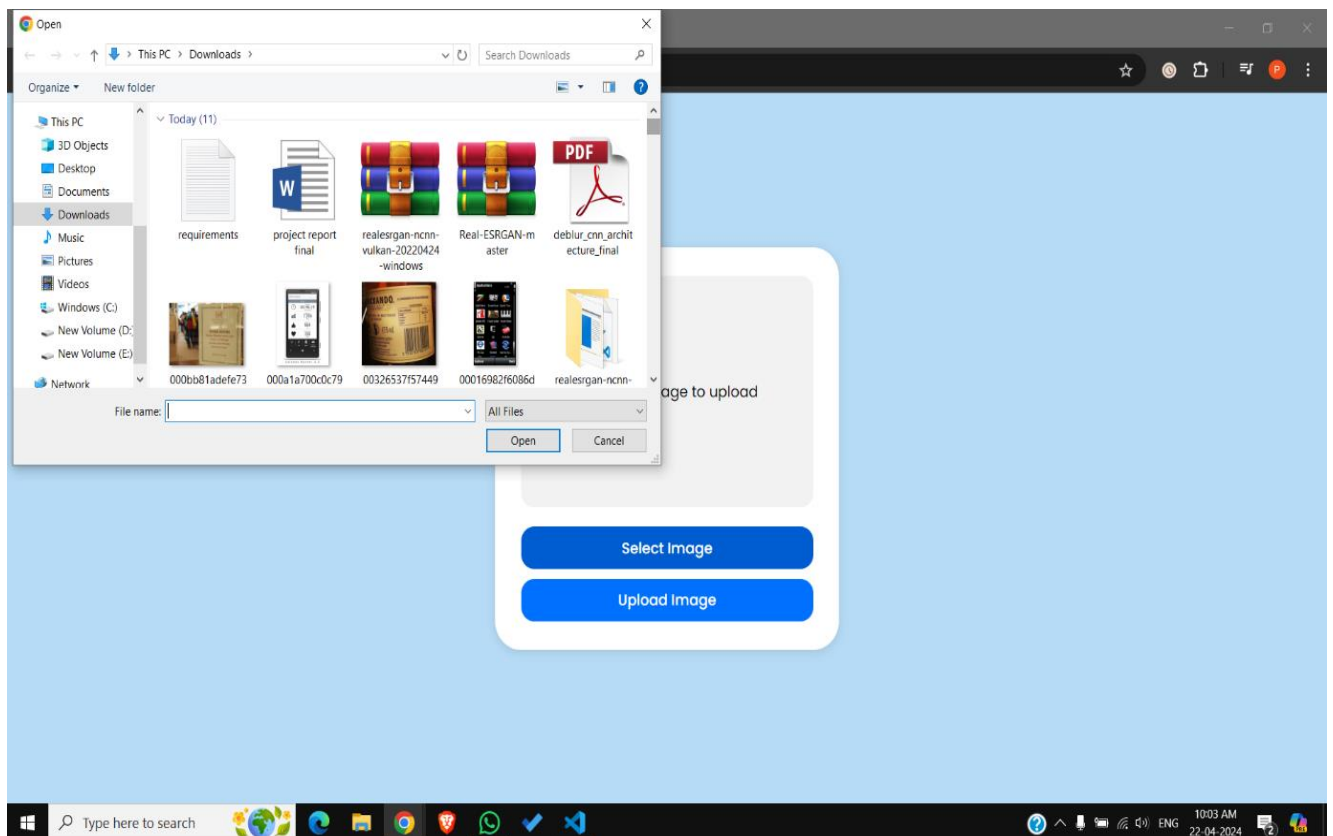 Open
This PC > Downloads >
Search Downloads
Organize
New folder
This PC
3D Objects
Desktop
Documents
Downloads
Music
Pictures
Videos
Windows (C:)
New Volume (D:
New Volume (E:)
Network
Today (11)
requirements
project report
final
realesrgan-ncnn-
vulkan-20220424
-windows
Real-ESRGAN-m
aster
PDF
deblur_cnn_archit
ecture_final
W
000bb81adefe73
000a1a700c0c79
00326537f57449
00016982f6086d
realesrgan-ncnn-
File name:
All Files
Open
Cancel
age to upload
Select Image
Upload Image
P
Type here to search
ENG
10:03 AM
22-04-2024
2